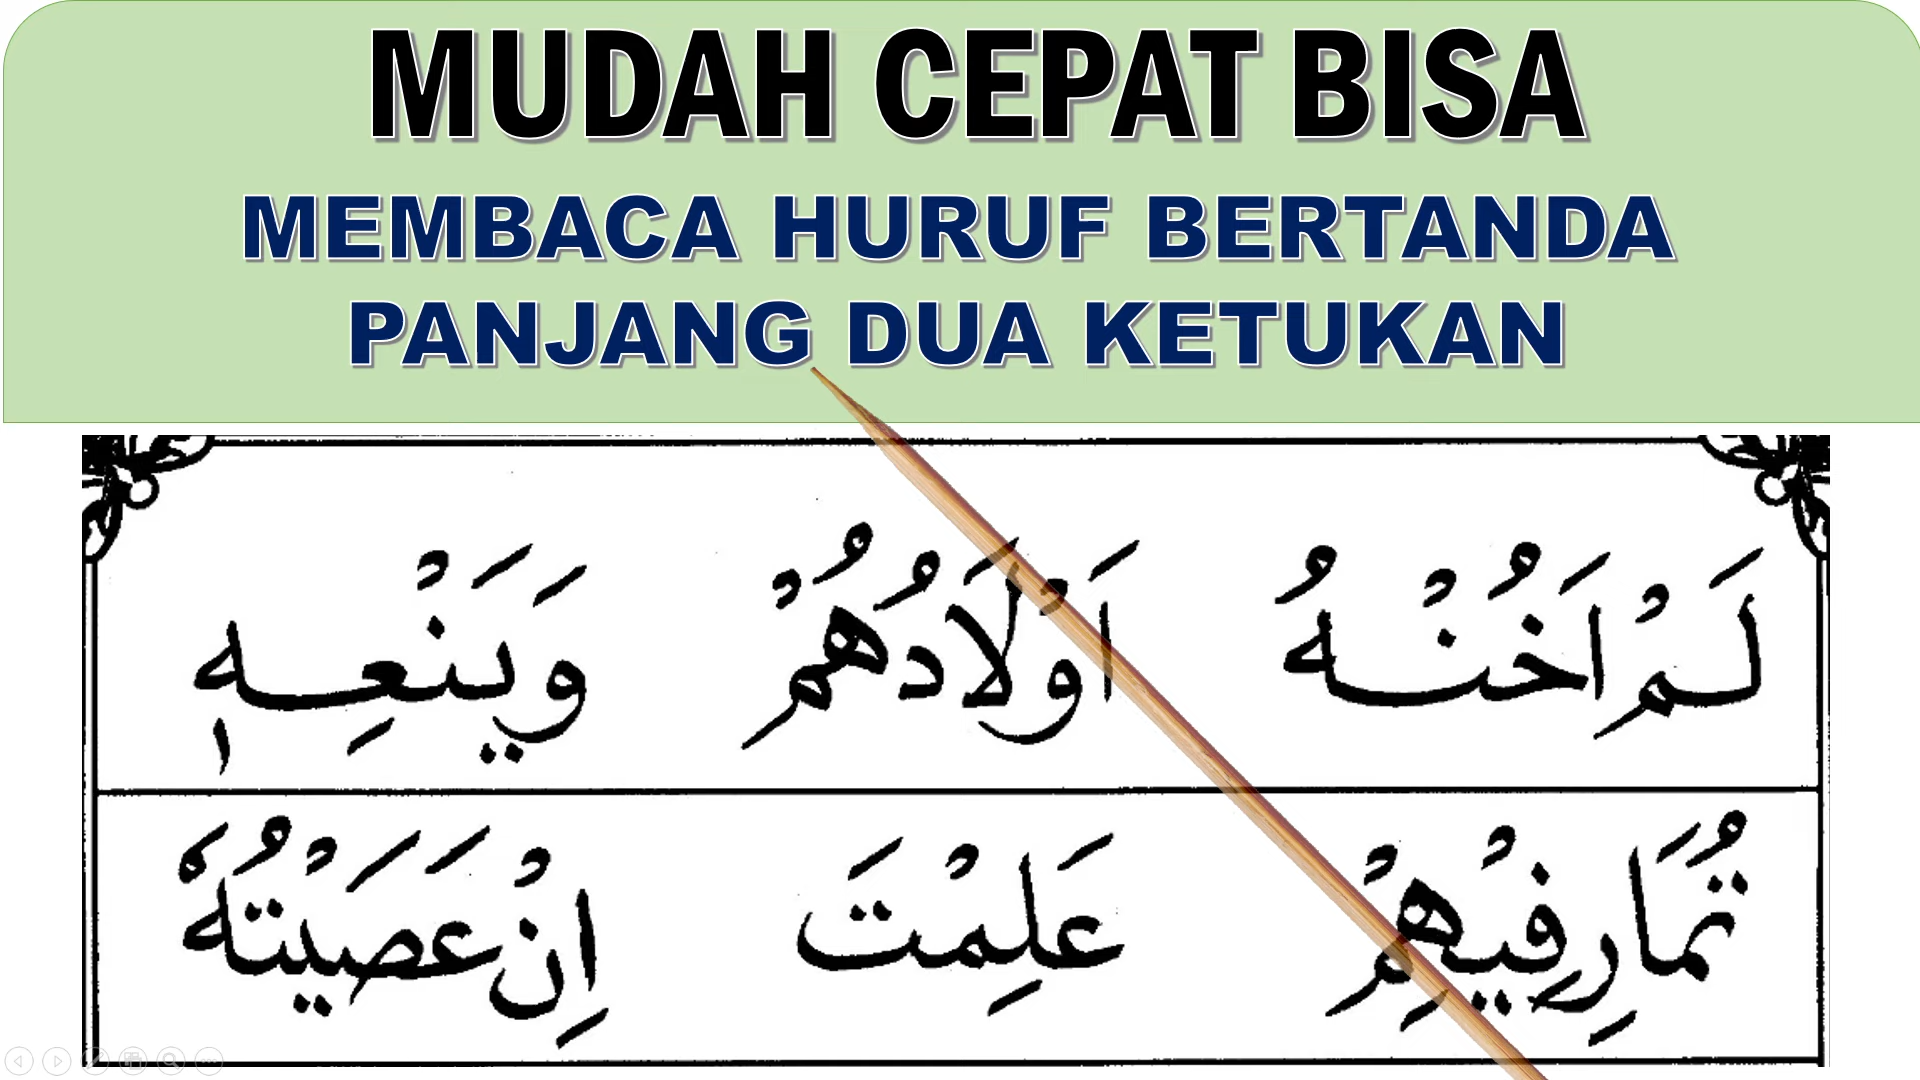 MUDAH CEPAT BISA
MEMBACA HURUF BERTANDA
PANJANG DUA KETUKAN
لَمْ اَخُنْهُ اَوْلَادُهُمْ وَيَنْعِهٖ
تُمَارِ فِيْهِمْ عَلِمْتَ اِنْ عَصَيْتُهٗ